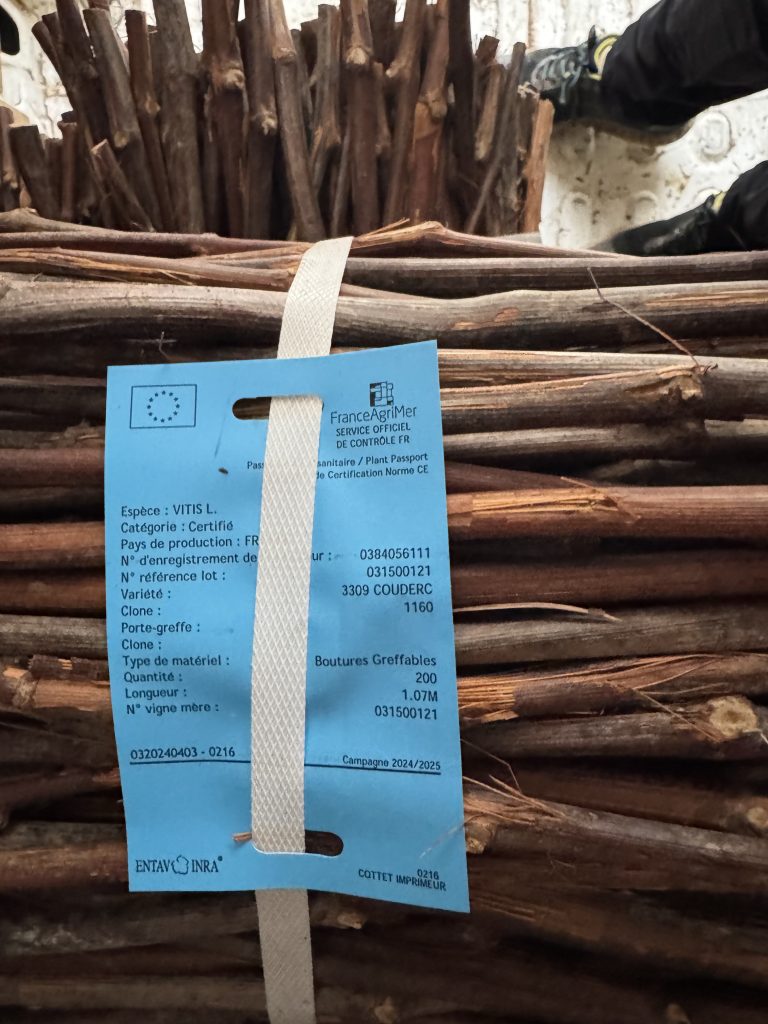 FranceAgriMer
SERVICE OFFICIEL
DE CONTRÔLE FR
Pass sanitaire / Plant Passport
de Certification Norme CE
Espèce : VITIS L.
Catégorie : Certifié
Pays de production : FR
N° d'enregistrement de ur : 0384056111
N° référence lot : 031500121
Variété : 3309 COUDERC
Clone : 1160
Porte-greffe :
Clone :
Type de matériel : Boutures Greffables
Quantité : 200
Longueur : 1.07M
N° vigne mère : 031500121
0320240403 - 0216 Campagne 2024/2025
ENTAV INRA®
0216
COTTET IMPRIMEUR